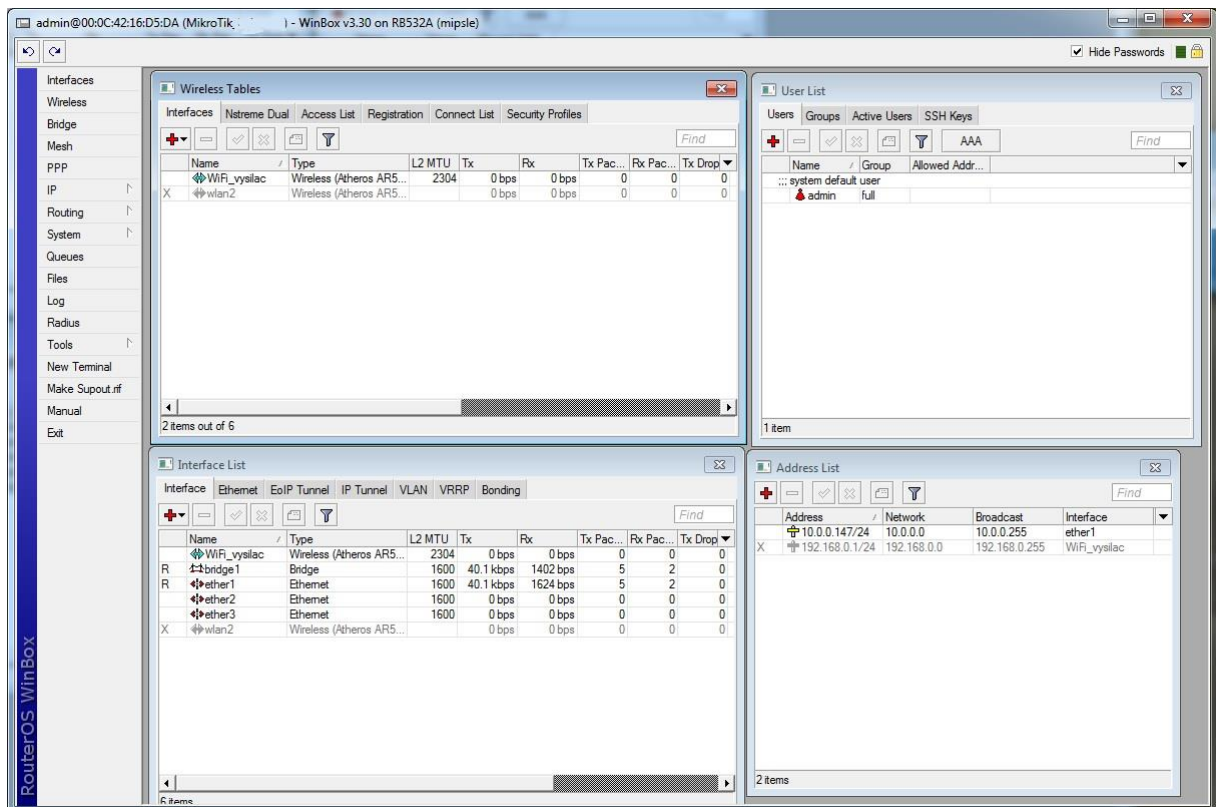 admin@00:0C:42:16:D5:DA (MikroTik ) - WinBox v3.30 on RB532A (mipsle)
Hide Passwords
Interfaces
Wireless
Bridge
Mesh
PPP
IP
Routing
System
Queues
Files
Log
Radius
Tools
New Terminal
Make Supout.rif
Manual
Exit
RouterOS WinBox
Wireless Tables
Interfaces Nstreme Dual Access List Registration Connect List Security Profiles
Find
Name / Type L2 MTU Tx Rx Tx Pac... Rx Pac... Tx Drop
WiFi_vysilac Wireless (Atheros AR5... 2304 0 bps 0 bps 0 0 0
X wlan2 Wireless (Atheros AR5... 0 bps 0 bps 0 0 0
2 items out of 6
User List
Users Groups Active Users SSH Keys
AAA Find
Name / Group Allowed Addr...
;;; system default user
admin full
1 item
Interface List
Interface Ethernet EoIP Tunnel IP Tunnel VLAN VRRP Bonding
Find
Name / Type L2 MTU Tx Rx Tx Pac... Rx Pac... Tx Drop
WiFi_vysilac Wireless (Atheros AR5... 2304 0 bps 0 bps 0 0 0
R bridge1 Bridge 1600 40.1 kbps 1402 bps 5 2 0
R ether1 Ethernet 1600 40.1 kbps 1624 bps 5 2 0
ether2 Ethernet 1600 0 bps 0 bps 0 0 0
ether3 Ethernet 1600 0 bps 0 bps 0 0 0
X wlan2 Wireless (Atheros AR5... 0 bps 0 bps 0 0 0
6 items
Address List
Find
Address / Network Broadcast Interface
10.0.0.147/24 10.0.0.0 10.0.0.255 ether1
X 192.168.0.1/24 192.168.0.0 192.168.0.255 WiFi_vysilac
2 items